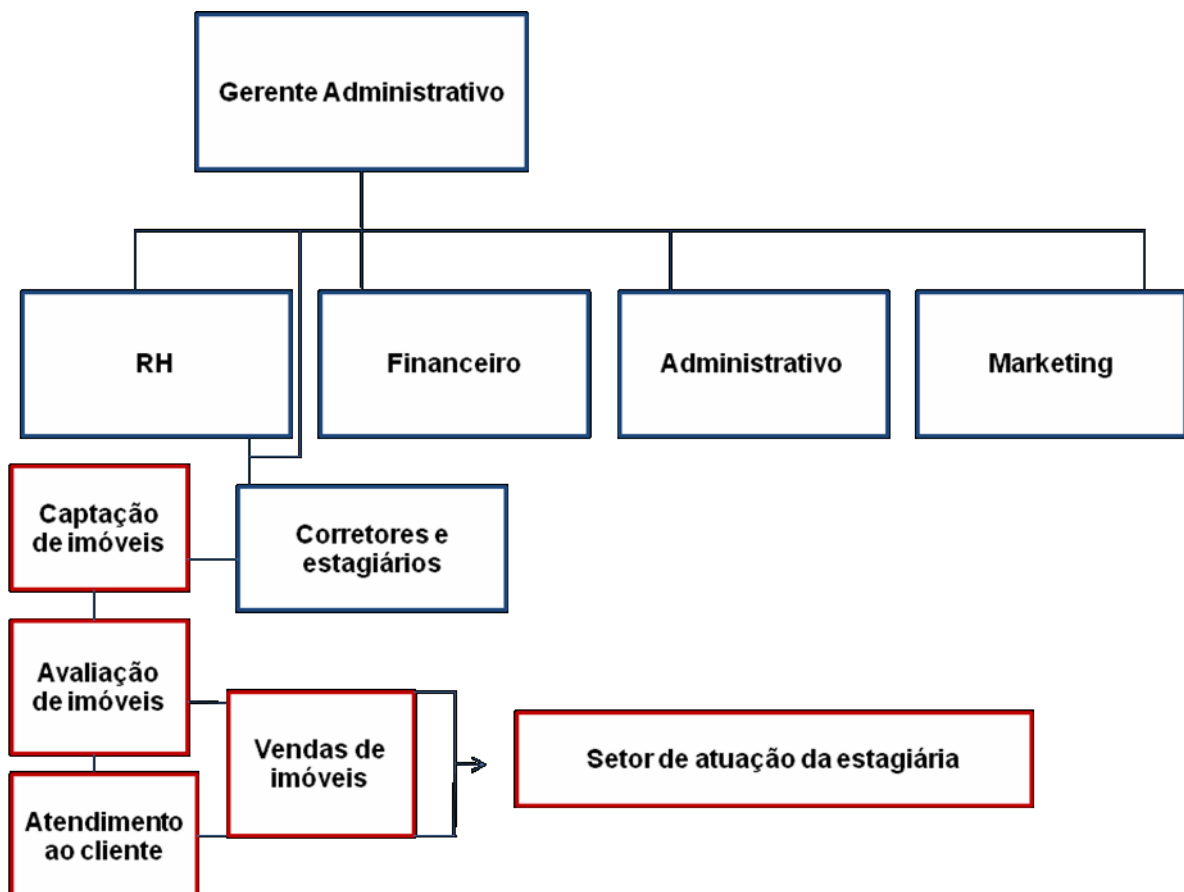 Gerente Administrativo
RH
Financeiro
Administrativo
Marketing
Captação
de imóveis
Corretores e
estagiários
Avaliação
de imóveis
Vendas de
imóveis
Setor de atuação da estagiária
Atendimento
ao cliente